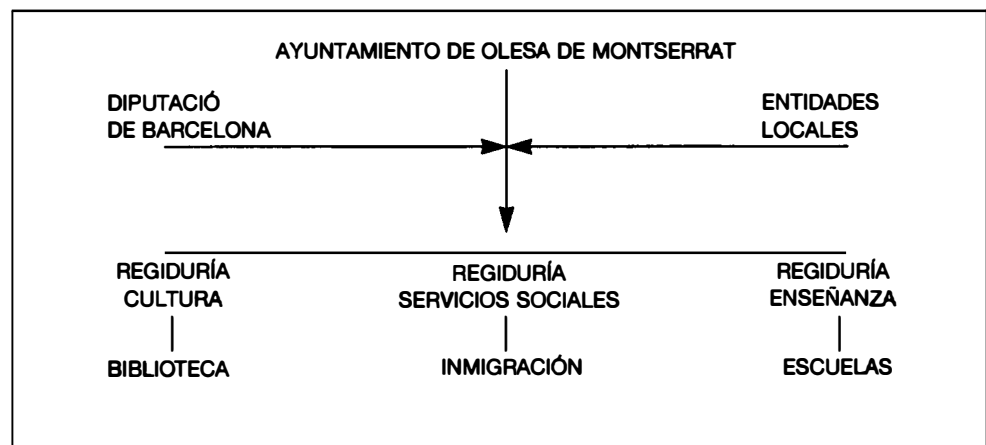 AYUNTAMIENTO DE OLESA DE MONTSERRAT
DIPUTACIÓ
DE BARCELONA
ENTIDADES
LOCALES
REGIDURÍA
CULTURA
REGIDURÍA
SERVICIOS SOCIALES
REGIDURÍA
ENSEÑANZA
BIBLIOTECA
INMIGRACIÓN
ESCUELAS